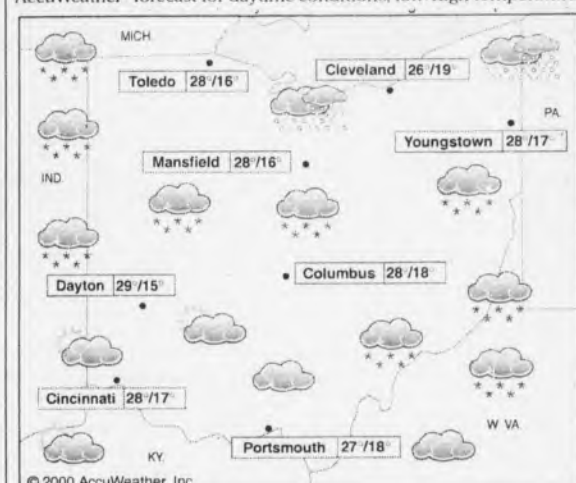 AccuWeather® forecast for daytime conditions, low/high temperatures
MICH.
Toledo 28°/16°
Cleveland 26°/19°
PA.
Youngstown 28°/17°
Mansfield 28°/16°
IND.
Columbus 28°/18°
Dayton 29°/15°
Cincinnati 28°/17°
W. VA.
Portsmouth 27°/18°
KY.
© 2000 AccuWeather, Inc.